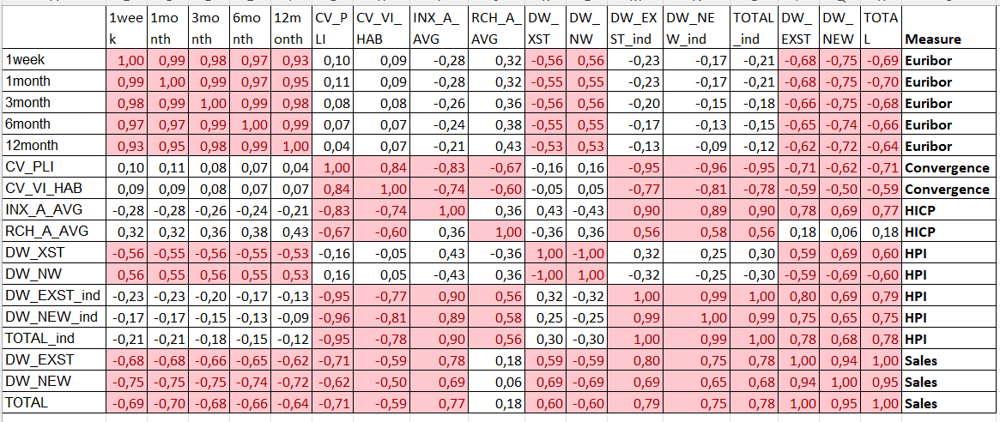 1wee 1mo 3mo 6mo 12m CV_P CV_VI_ INX_A_ RCH_A_ DW_ DW_ DW_EX DW_NE TOTAL DW_ DW_ TOTA
k nth nth nth onth LI HAB AVG AVG XST NW ST_ind W_ind _ind EXST NEW L Measure
1week 1,00 0,99 0,98 0,97 0,93 0,10 0,09 -0,28 0,32 -0,56 0,56 -0,23 -0,17 -0,21 -0,68 -0,75 -0,69 Euribor
1month 0,99 1,00 0,99 0,97 0,95 0,11 0,09 -0,28 0,32 -0,55 0,55 -0,23 -0,17 -0,21 -0,68 -0,75 -0,70 Euribor
3month 0,98 0,99 1,00 0,99 0,98 0,08 0,08 -0,26 0,36 -0,56 0,56 -0,20 -0,15 -0,18 -0,66 -0,75 -0,68 Euribor
6month 0,97 0,97 0,99 1,00 0,99 0,07 0,07 -0,24 0,38 -0,55 0,55 -0,17 -0,13 -0,15 -0,65 -0,74 -0,66 Euribor
12month 0,93 0,95 0,98 0,99 1,00 0,04 0,07 -0,21 0,43 -0,53 0,53 -0,13 -0,09 -0,12 -0,62 -0,72 -0,64 Euribor
CV_PLI 0,10 0,11 0,08 0,07 0,04 1,00 0,84 -0,83 -0,67 -0,16 0,16 -0,95 -0,96 -0,95 -0,71 -0,62 -0,71 Convergence
CV_VI_HAB 0,09 0,09 0,08 0,07 0,07 0,84 1,00 -0,74 -0,60 -0,05 0,05 -0,77 -0,81 -0,78 -0,59 -0,50 -0,59 Convergence
INX_A_AVG -0,28 -0,28 -0,26 -0,24 -0,21 -0,83 -0,74 1,00 0,36 0,43 -0,43 0,90 0,89 0,90 0,78 0,69 0,77 HICP
RCH_A_AVG 0,32 0,32 0,36 0,38 0,43 -0,67 -0,60 0,36 1,00 -0,36 0,36 0,56 0,58 0,56 0,18 0,06 0,18 HICP
DW_XST -0,56 -0,55 -0,56 -0,55 -0,53 -0,16 -0,05 0,43 -0,36 1,00 -1,00 0,32 0,25 0,30 0,59 0,69 0,60 HPI
DW_NW 0,56 0,55 0,56 0,55 0,53 0,16 0,05 -0,43 0,36 -1,00 1,00 -0,32 -0,25 -0,30 -0,59 -0,69 -0,60 HPI
DW_EXST_ind -0,23 -0,23 -0,20 -0,17 -0,13 -0,95 -0,77 0,90 0,56 0,32 -0,32 1,00 0,99 1,00 0,80 0,69 0,79 HPI
DW_NEW_ind -0,17 -0,17 -0,15 -0,13 -0,09 -0,96 -0,81 0,89 0,58 0,25 -0,25 0,99 1,00 0,99 0,75 0,65 0,75 HPI
TOTAL_ind -0,21 -0,21 -0,18 -0,15 -0,12 -0,95 -0,78 0,90 0,56 0,30 -0,30 1,00 0,99 1,00 0,78 0,68 0,78 HPI
DW_EXST -0,68 -0,68 -0,66 -0,65 -0,62 -0,71 -0,59 0,78 0,18 0,59 -0,59 0,80 0,75 0,78 1,00 0,94 1,00 Sales
DW_NEW -0,75 -0,75 -0,75 -0,74 -0,72 -0,62 -0,50 0,69 0,06 0,69 -0,69 0,69 0,65 0,68 0,94 1,00 0,95 Sales
TOTAL -0,69 -0,70 -0,68 -0,66 -0,64 -0,71 -0,59 0,77 0,18 0,60 -0,60 0,79 0,75 0,78 1,00 0,95 1,00 Sales